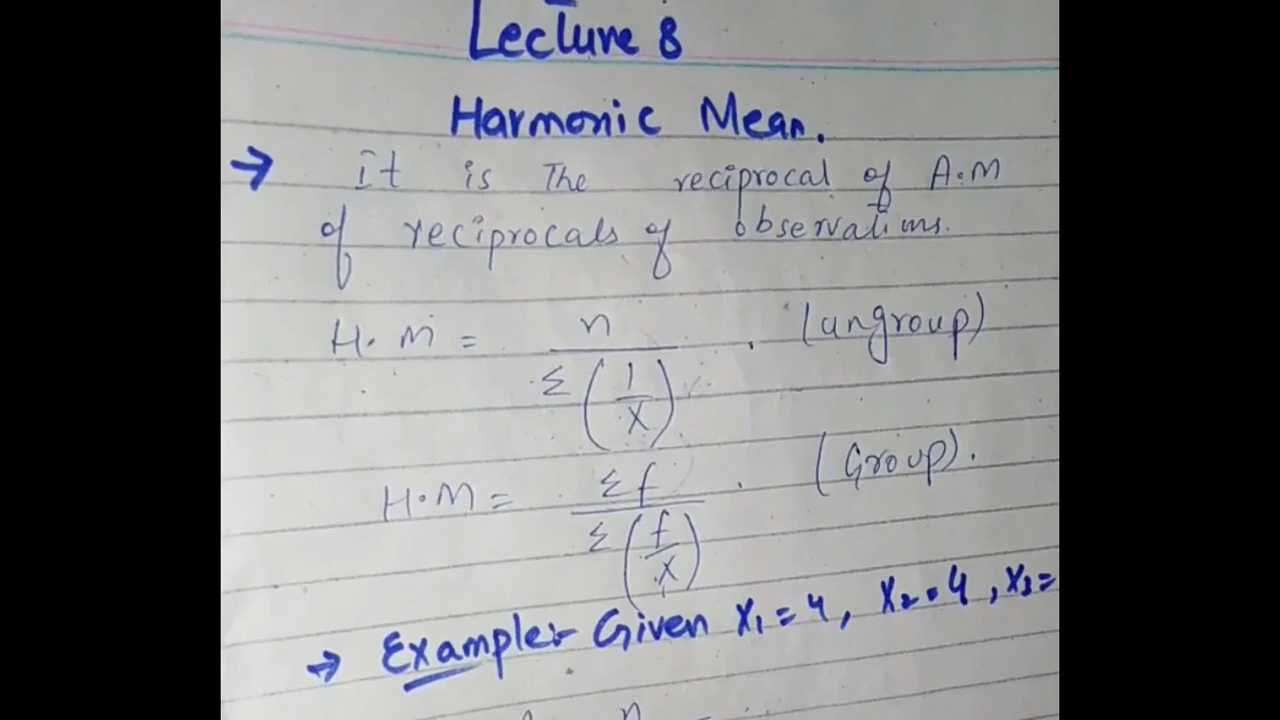 Lecture 8
Harmonic Mean.
→ It is The reciprocal of A.M
of reciprocals of observations.
H.M = n / Σ(1/X) . (ungroup)
H.M = Σf / Σ(f/X) . (Group).
→ Example:- Given X₁ = 4, X₂ = 4, X₃ =
n